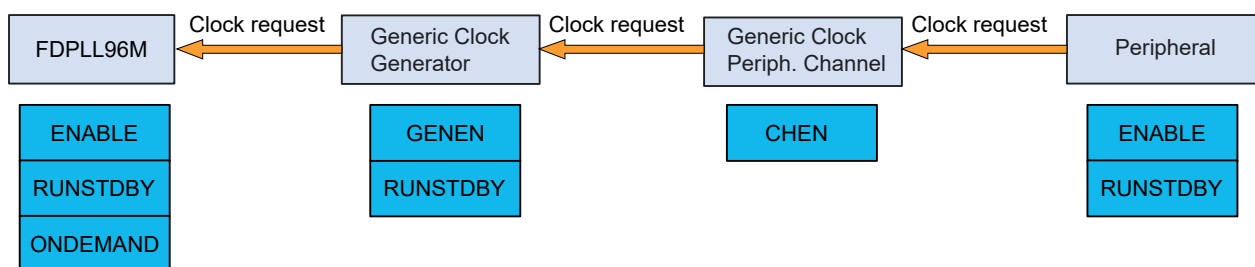 Clock request
Clock request
Clock request
FDPLL96M
Generic Clock
Generator
Generic Clock
Periph. Channel
Peripheral
ENABLE
GENEN
CHEN
ENABLE
RUNSTDBY
RUNSTDBY
RUNSTDBY
ONDEMAND